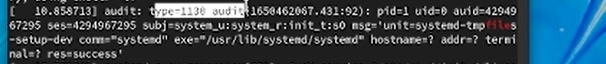 [   10.858713] audit: type=1130 audit(1650462067.431:92): pid=1 uid=0 auid=42949
67295 ses=4294967295 subj=system_u:system_r:init_t:s0 msg='unit=systemd-tmpfiles
-setup-dev comm="systemd" exe="/usr/lib/systemd/systemd" hostname=? addr=? termi
nal=? res=success'